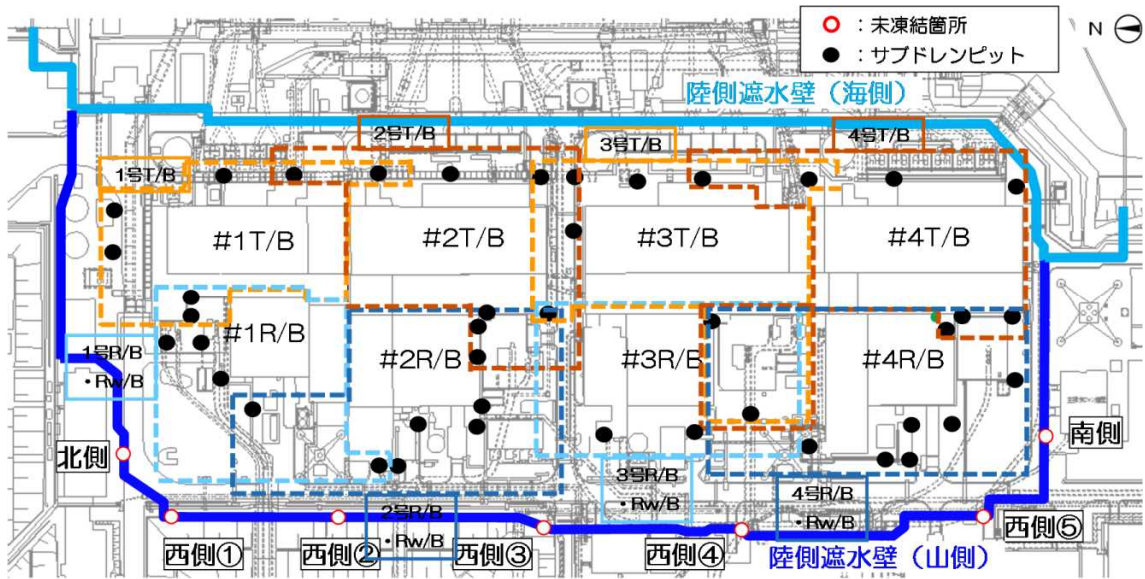 ○：未凍結箇所
●：サブドレンピット
N
陸側遮水壁（海側）
2号T/B
3号T/B
4号T/B
1号T/B
#1T/B
#2T/B
#3T/B
#4T/B
#1R/B
#2R/B
#3R/B
#4R/B
1号R/B
・Rw/B
北側
南側
3号R/B
・Rw/B
4号R/B
・Rw/B
2号R/B
・Rw/B
西側①
西側②
西側③
西側④
西側⑤
陸側遮水壁（山側）